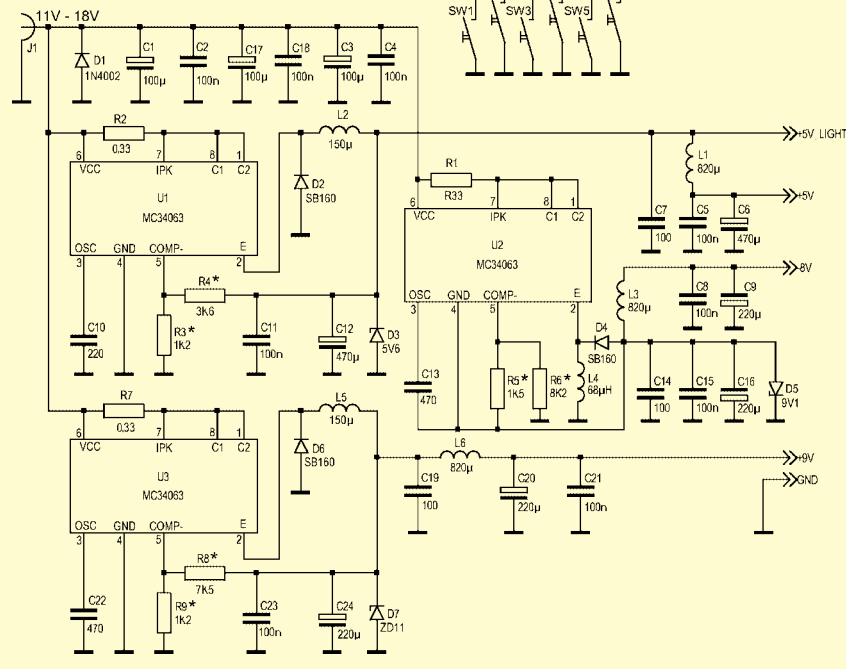 11V - 18V
SW1 SW3 SW5
J1
D1
1N4002
C1
100µ
C2
100n
C17
100µ
C18
100n
C3
100µ
C4
100n
R2
0,33
L2
150µ
+5V_LIGHT
6 7 8 1
VCC IPK C1 C2
U1
MC34063
OSC GND COMP- E
3 4 5 2
D2
SB160
R1
R33
L1
820µ
+5V
6 7 8 1
VCC IPK C1 C2
U2
MC34063
OSC GND COMP- E
3 4 5 2
C7
100
C5
100n
C6
470µ
-8V
R4*
3K6
R3*
1K2
C10
220
C11
100n
C12
470µ
D3
5V6
L3
820µ
C8
100n
C9
220µ
D4
SB160
C13
470
R5*
1K5
R6*
8K2
L4
68µH
C14
100
C15
100n
C16
220µ
D5
9V1
R7
0,33
L5
150µ
6 7 8 1
VCC IPK C1 C2
U3
MC34063
OSC GND COMP- E
3 4 5 2
D6
SB160
L6
820µ
+9V
C19
100
C20
220µ
C21
100n
GND
R8*
7K5
R9*
1K2
C22
470
C23
100n
C24
220µ
D7
ZD11